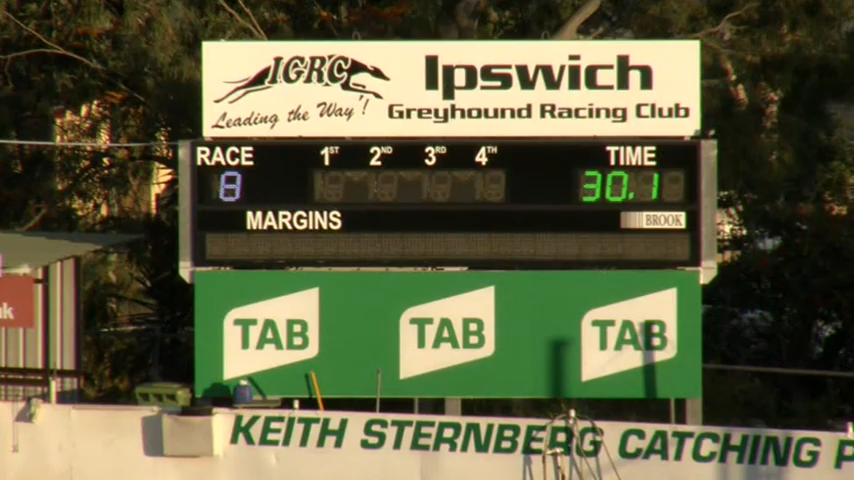 IGRC
Leading the Way!
Ipswich
Greyhound Racing Club
RACE 1ST 2ND 3RD 4TH TIME
8 30.1
MARGINS BROOK
TAB TAB TAB
KEITH STERNBERG CATCHING P